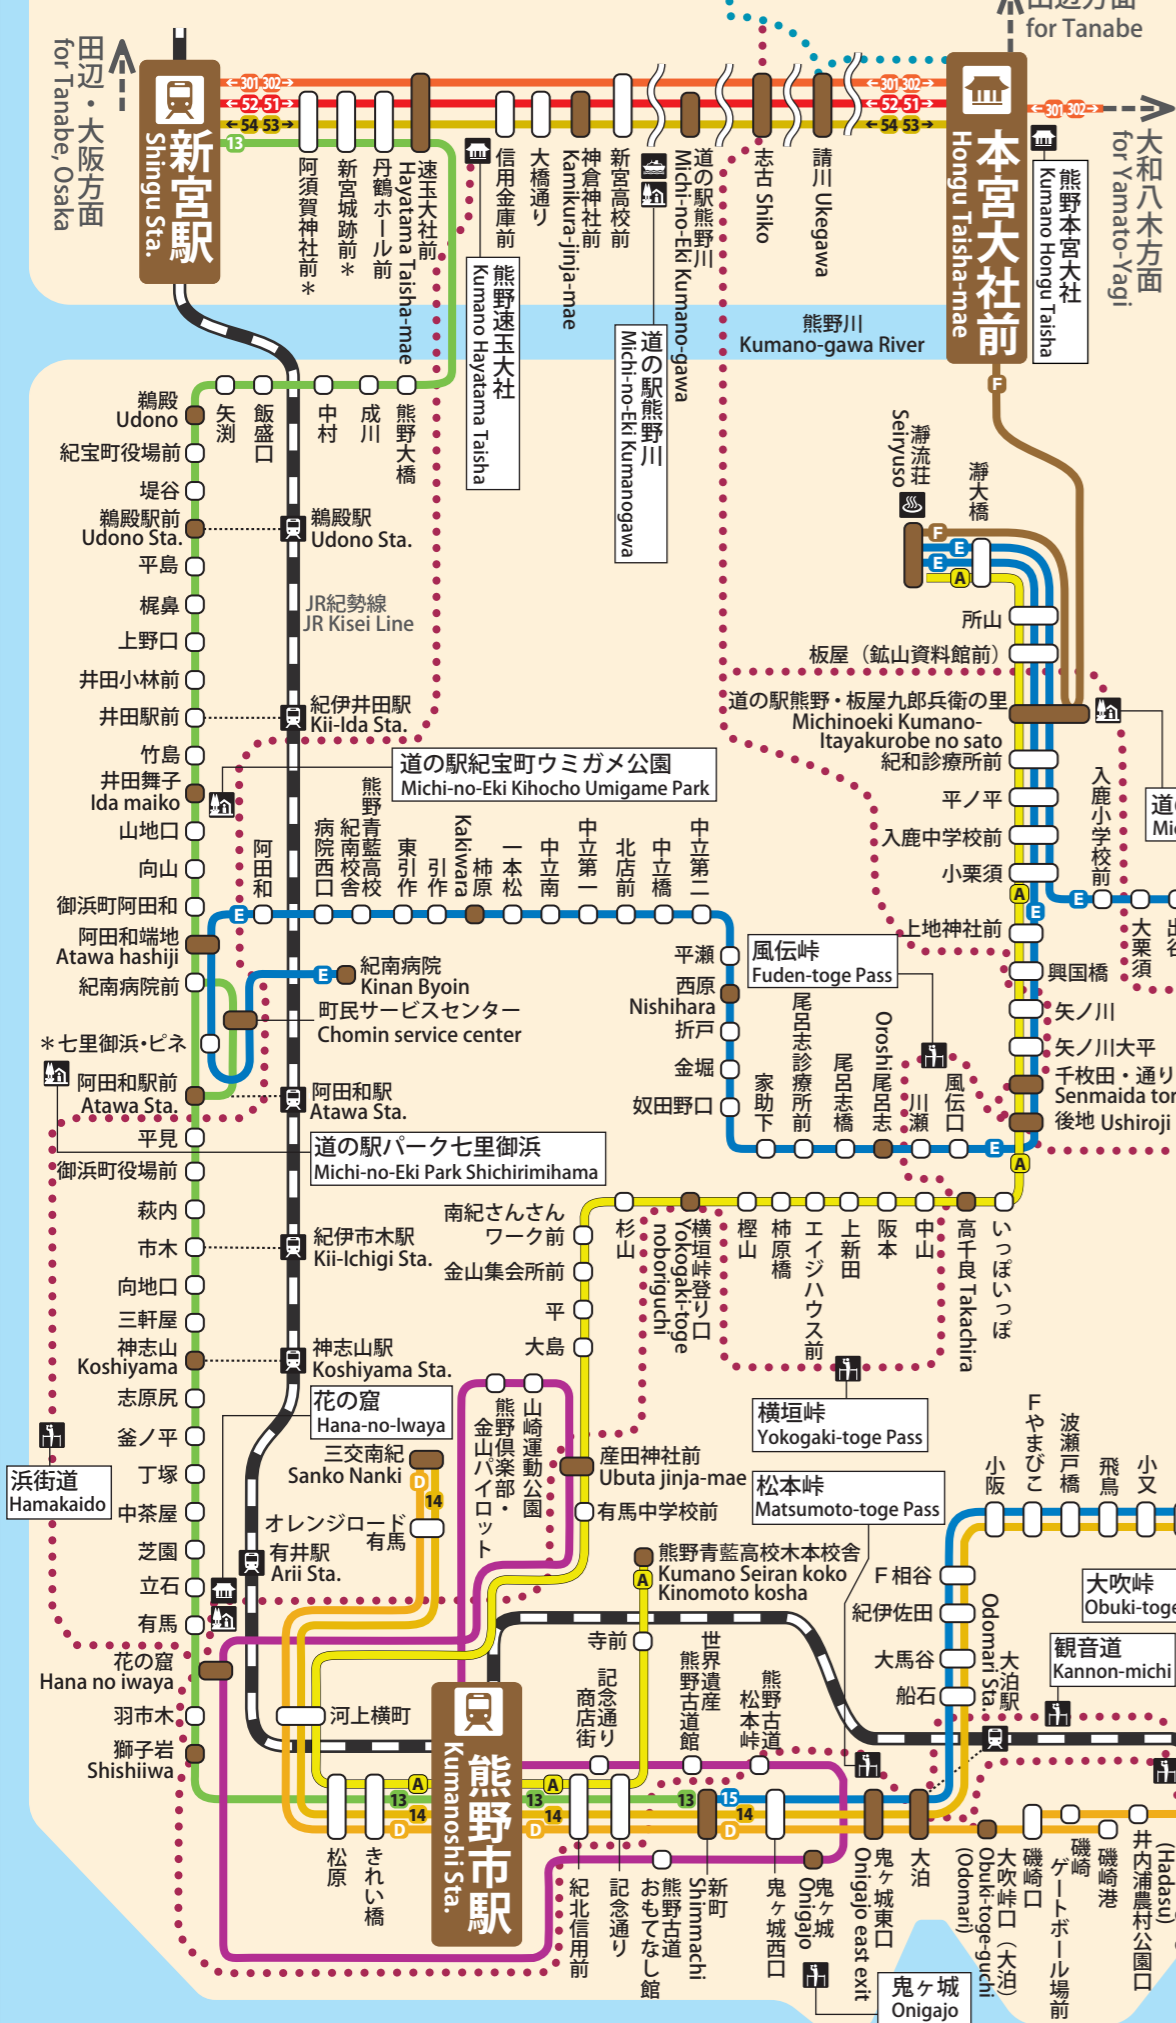 田辺方面
for Tanabe
田辺・大阪方面
for Tanabe, Osaka
新宮駅
Shingu Sta.
←301 302→
←52 51→
←54 53→
13
←301 302→
←52 51→
←54 53→
本宮大社前
Hongu Taisha-mae
←301 302→
大和八木方面
for Yamato-Yagi
熊野本宮大社
Kumano Hongu Taisha
阿須賀神社前＊
新宮城跡前＊
丹鶴ホール前
速玉大社前
Hayatama Taisha-mae
熊野速玉大社
Kumano Hayatama Taisha
信用金庫前
大橋通り
神倉神社前
Kamikura-jinja-mae
新宮高校前
道の駅熊野川
Michi-no-Eki Kumanogawa
道の駅熊野川
Michi-no-Eki Kumano-gawa
志古 Shiko
請川 Ukegawa
熊野川
Kumano-gawa River
F
矢渕
飯盛口
中村
成川
熊野大橋
鵜殿
Udono
紀宝町役場前
堤谷
鵜殿駅前
Udono Sta.
鵜殿駅
Udono Sta.
平島
梶鼻
JR紀勢線
JR Kisei Line
上野口
井田小林前
井田駅前
紀伊井田駅
Kii-Ida Sta.
竹島
井田舞子
Ida maiko
道の駅紀宝町ウミガメ公園
Michi-no-Eki Kihocho Umigame Park
山地口
向山
御浜町阿田和
阿田和端地
Atawa hashiji
紀南病院前
＊七里御浜・ピネ
阿田和駅前
Atawa Sta.
阿田和駅
Atawa Sta.
町民サービスセンター
Chomin service center
紀南病院
Kinan Byoin
E
E
阿田和
病院西口
紀南校舎
熊野青藍高校
東引作
引作
柿原
Kakiwara
一本松
中立南
中立第一
北店前
中立橋
中立第二
平瀬
西原
Nishihara
折戸
金堀
奴田野口
家助下
尾呂志診療所前
尾呂志橋
尾呂志
Oroshi
川瀬
風伝口
E
風伝峠
Fuden-toge Pass
瀞流荘
Seiryuso
瀞大橋
F
E
E
A
所山
板屋（鉱山資料館前）
道の駅熊野・板屋九郎兵衛の里
Michinoeki Kumano-
Itayakurobe no sato
紀和診療所前
平ノ平
入鹿中学校前
小栗須
A
E
E
入鹿小学校前
大栗須
上地神社前
興国橋
矢ノ川
矢ノ川大平
千枚田・通り
Senmaida tor
後地 Ushiroji
A
平見
道の駅パーク七里御浜
Michi-no-Eki Park Shichirimihama
御浜町役場前
萩内
市木
紀伊市木駅
Kii-Ichigi Sta.
向地口
三軒屋
神志山
Koshiyama
神志山駅
Koshiyama Sta.
志原尻
釜ノ平
丁塚
中茶屋
芝園
立石
有馬
花の窟
Hana no iwaya
羽市木
獅子岩
Shishiiwa
浜街道
Hamakaido
花の窟
Hana-no-Iwaya
三交南紀
Sanko Nanki
D
14
オレンジロード
有馬
有井駅
Arii Sta.
南紀さんさん
ワーク前
金山集会所前
平
大島
杉山
横垣峠登り口
Yokogaki-toge
noboriguchi
樫山
柿原橋
エイジハウス前
上新田
阪本
中山
高千良 Takachira
いっぽいっぽ
横垣峠
Yokogaki-toge Pass
熊野倶楽部・
金山パイロット
山崎運動公園
産田神社前
Ubuta jinja-mae
有馬中学校前
熊野青藍高校木本校舎
Kumano Seiran koko
Kinomoto kosha
A
寺前
松本峠
Matsumoto-toge Pass
小阪
Fやまびこ
波瀬戸橋
飛鳥
小又
F相谷
紀伊佐田
大馬谷
船石
大吹峠
Obuki-toge
観音道
Kannon-michi
大泊駅
Odomari Sta.
河上横町
熊野市駅
Kumanoshi Sta.
記念通り
商店街
世界遺産
熊野古道館
熊野古道
松本峠
A
13
14
D
A
13
14
D
13
15
14
D
松原
きれい橋
紀北信用前
記念通り
熊野古道
おもてなし館
新町
Shimmachi
鬼ヶ城西口
鬼ヶ城
Onigajo
鬼ヶ城東口
Onigajo east exit
大泊
大吹峠口（大泊）
Obuki-toge-guchi
(Odomari)
磯崎口
磯崎
ゲートボール場前
磯崎港
井内浦農村公園口
(Hadasu)
鬼ヶ城
Onigajo